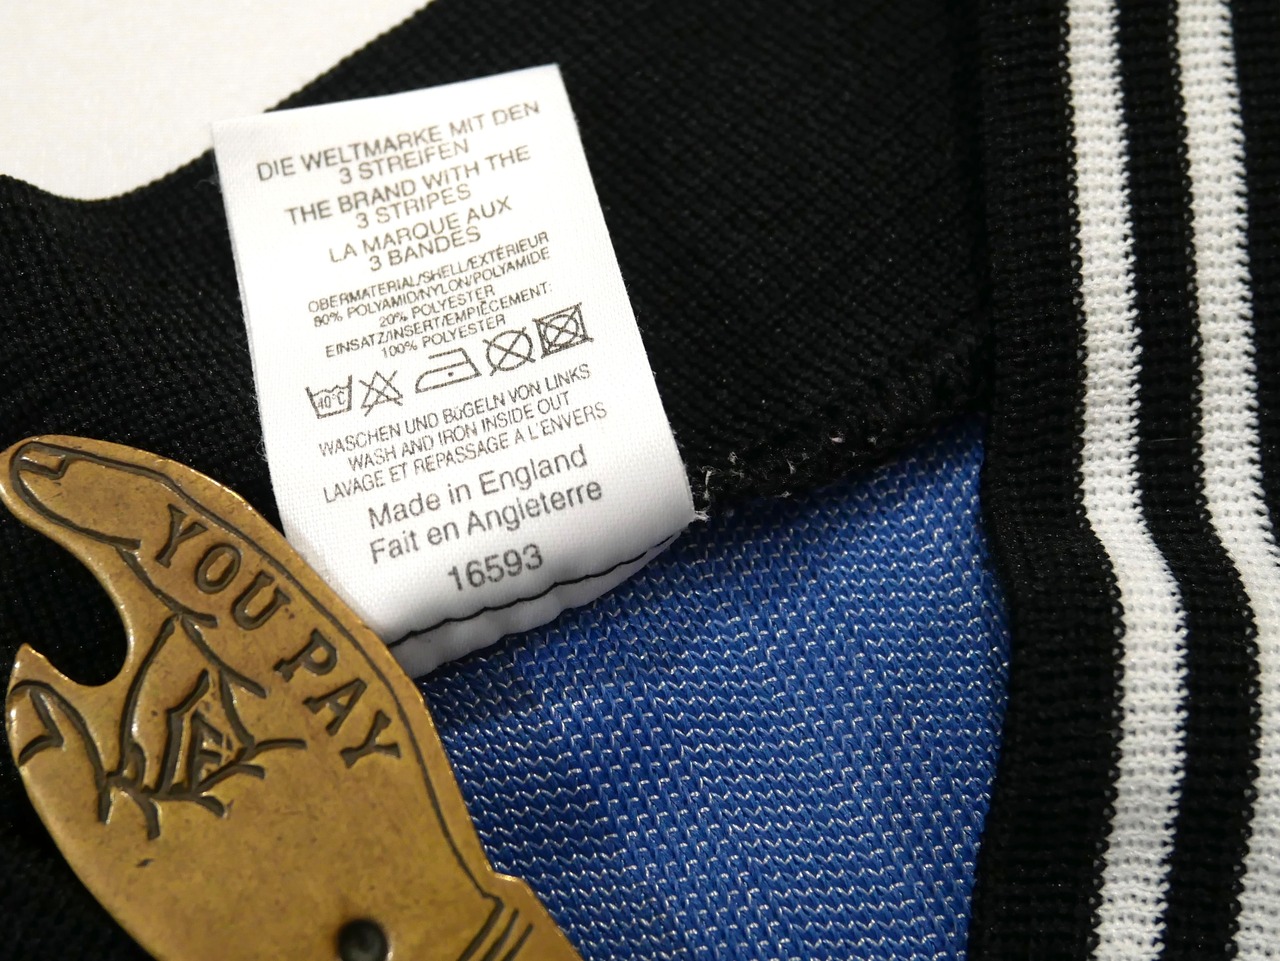 DIE WELTMARKE MIT DEN
3 STREIFEN
THE BRAND WITH THE
3 STRIPES
LA MARQUE AUX
3 BANDES
OBERMATERIAL/SHELL/EXTÉRIEUR
80% POLYAMID/NYLON/POLYAMIDE
20% POLYESTER
EINSATZ/INSERT/EMPIÈCEMENT:
100% POLYESTER
40°C
WASCHEN UND BüGELN VON LINKS
WASH AND IRON INSIDE OUT
LAVAGE ET REPASSAGE A L'ENVERS
Made in England
Fait en Angleterre
16593
YOU PAY